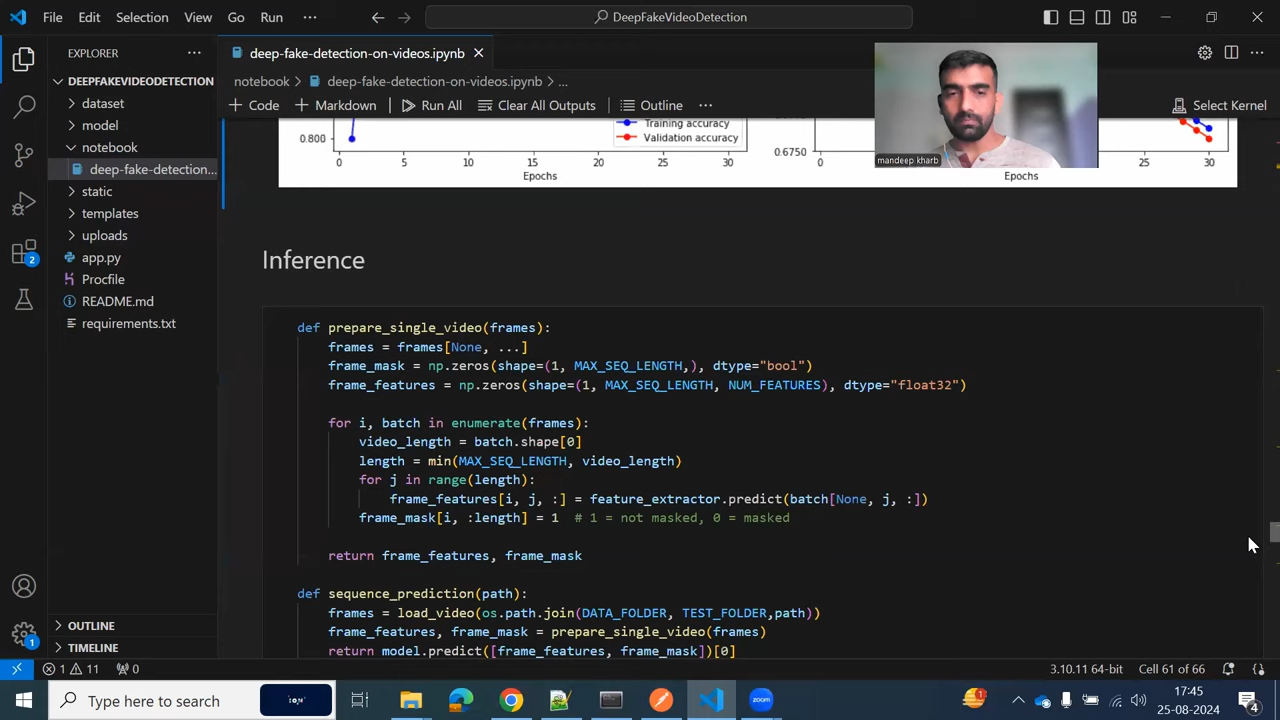 File Edit Selection View Go Run ... DeepFakeVideoDetection
EXPLORER ...
DEEPFAKEVIDEODETECTION
dataset
model
notebook
deep-fake-detection...
static
templates
uploads
app.py
Procfile
README.md
requirements.txt
OUTLINE
TIMELINE
2
1
deep-fake-detection-on-videos.ipynb
notebook > deep-fake-detection-on-videos.ipynb > ...
+ Code + Markdown Run All Clear All Outputs Outline ... Select Kernel
mandeep kharb
Training accuracy
Validation accuracy
0.800
0 5 10 15 20 25 30
Epochs
0.6750
0 25 30
Epochs
Inference
def prepare_single_video(frames):
frames = frames[None, ...]
frame_mask = np.zeros(shape=(1, MAX_SEQ_LENGTH,), dtype="bool")
frame_features = np.zeros(shape=(1, MAX_SEQ_LENGTH, NUM_FEATURES), dtype="float32")
for i, batch in enumerate(frames):
video_length = batch.shape[0]
length = min(MAX_SEQ_LENGTH, video_length)
for j in range(length):
frame_features[i, j, :] = feature_extractor.predict(batch[None, j, :])
frame_mask[i, :length] = 1 # 1 = not masked, 0 = masked
return frame_features, frame_mask
def sequence_prediction(path):
frames = load_video(os.path.join(DATA_FOLDER, TEST_FOLDER,path))
frame_features, frame_mask = prepare_single_video(frames)
return model.predict([frame_features, frame_mask])[0]
1 11 0 3.10.11 64-bit Cell 61 of 66
Type here to search
1
17:45
25-08-2024
4